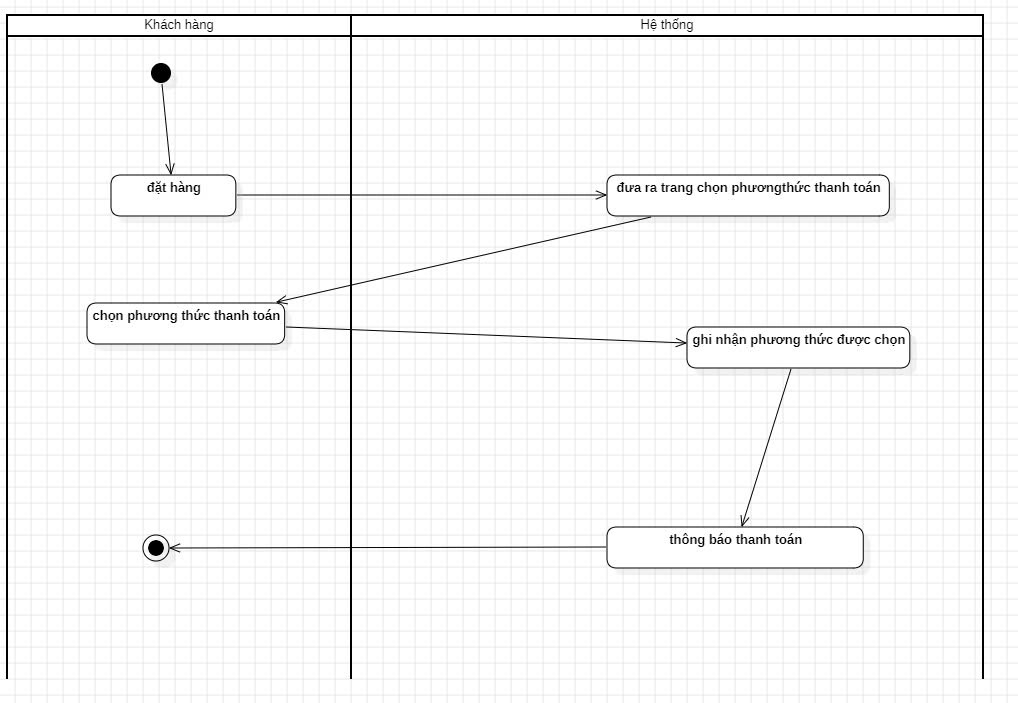 Khách hàng
Hệ thống
đặt hàng
đưa ra trang chọn phươngthức thanh toán
chọn phương thức thanh toán
ghi nhận phương thức được chọn
thông báo thanh toán